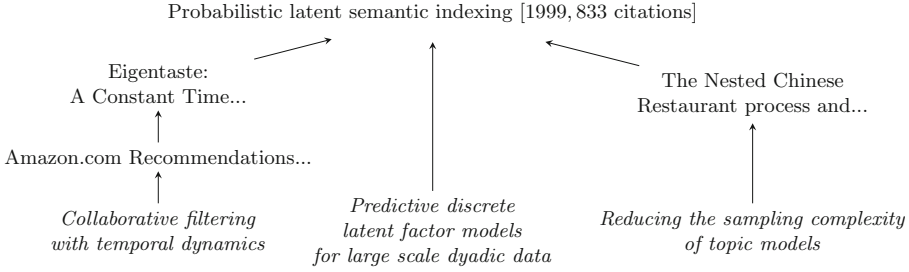 Probabilistic latent semantic indexing [1999, 833 citations]
Eigentaste:
A Constant Time...
The Nested Chinese
Restaurant process and...
Amazon.com Recommendations...
Collaborative filtering
with temporal dynamics
Predictive discrete
latent factor models
for large scale dyadic data
Reducing the sampling complexity
of topic models